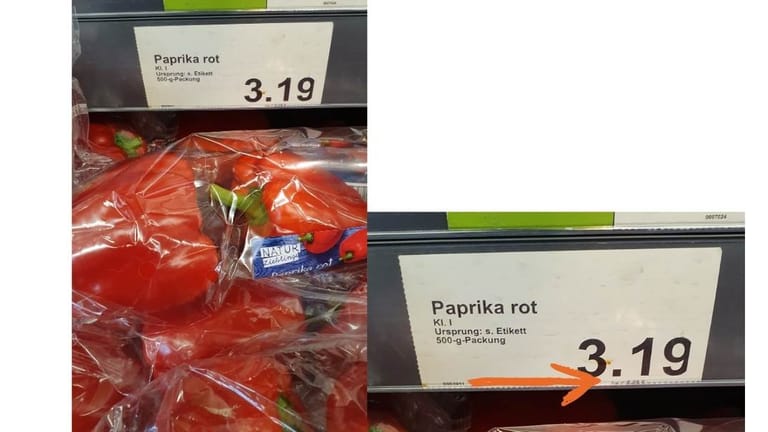 Paprika rot
Kl. I
Ursprung: s. Etikett
500-g-Packung
3.19
NATUR
Lieblinge
Paprika rot
0007024
Paprika rot
Kl. I
Ursprung: s. Etikett
500-g-Packung
3.19